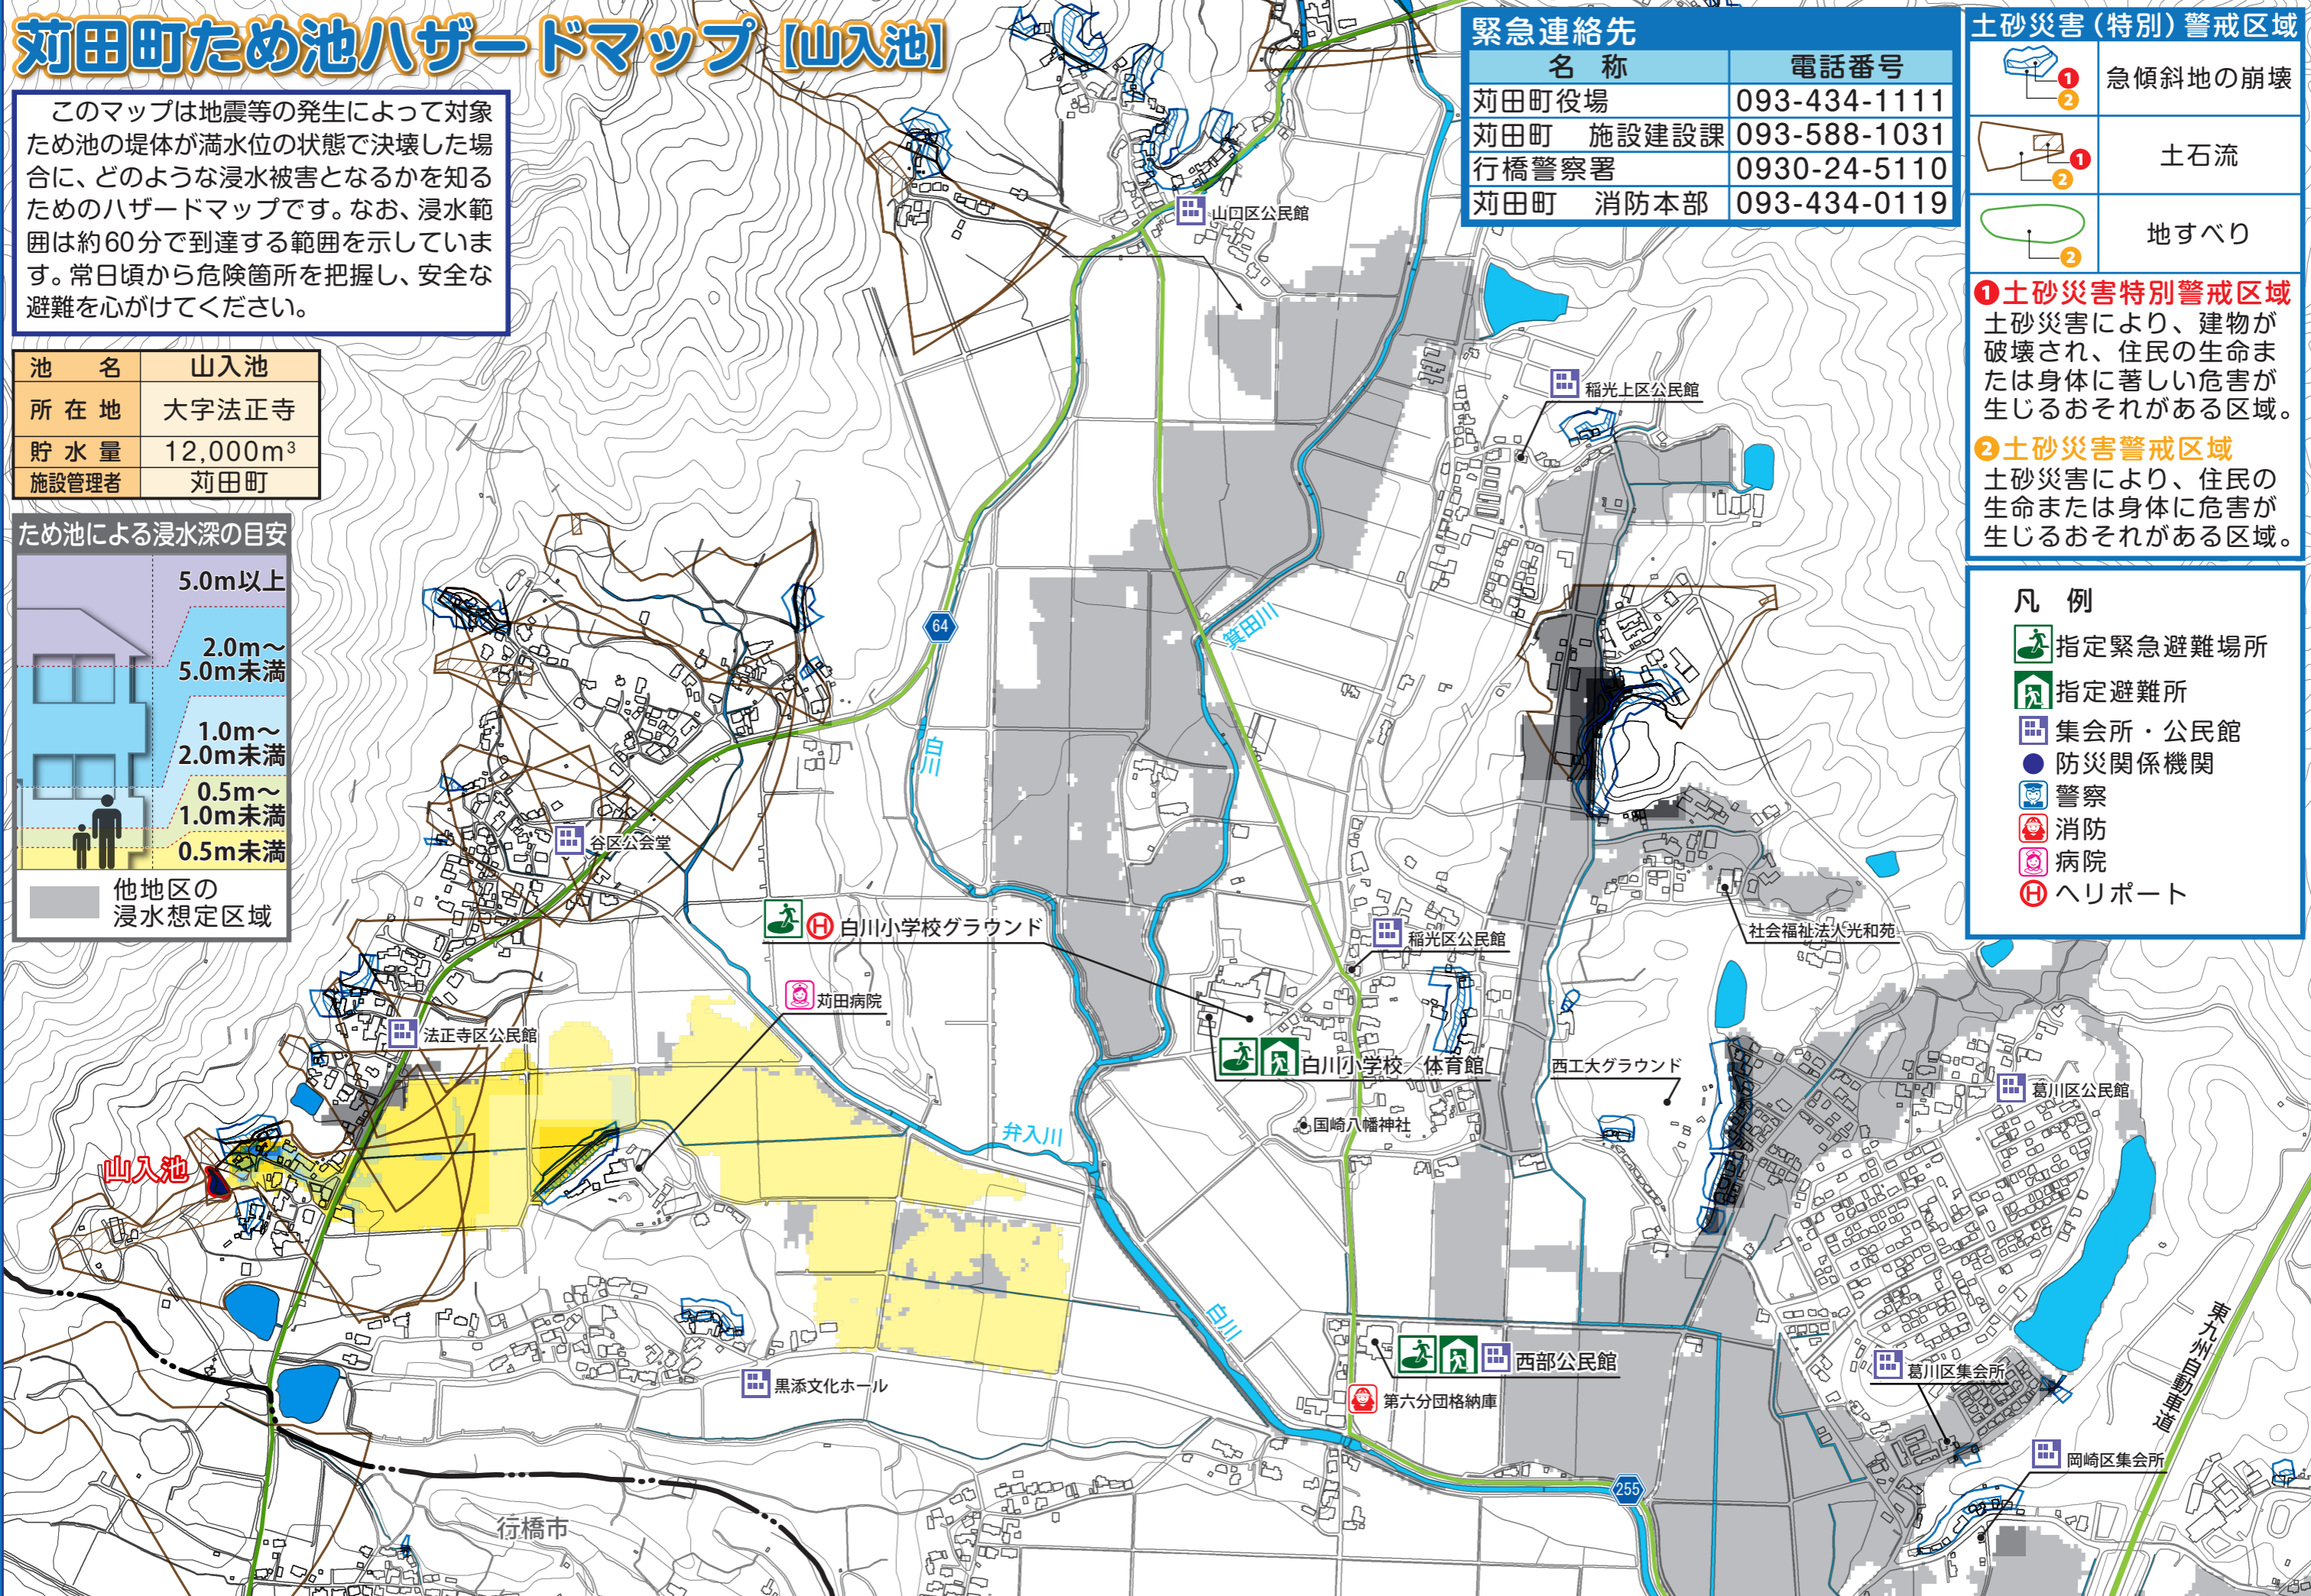 苅田町ため池ハザードマップ【山入池】
このマップは地震等の発生によって対象
ため池の堤体が満水位の状態で決壊した場
合に、どのような浸水被害となるかを知る
ためのハザードマップです。なお、浸水範
囲は約60分で到達する範囲を示していま
す。常日頃から危険箇所を把握し、安全な
避難を心がけてください。
池　名　山入池
所在地　大字法正寺
貯水量　12,000m³
施設管理者　苅田町
ため池による浸水深の目安
5.0m以上
2.0m～
5.0m未満
1.0m～
2.0m未満
0.5m～
1.0m未満
0.5m未満
他地区の
浸水想定区域
緊急連絡先
名　称　電話番号
苅田町役場　093-434-1111
苅田町　施設建設課　093-588-1031
行橋警察署　0930-24-5110
苅田町　消防本部　093-434-0119
土砂災害（特別）警戒区域
1
2
急傾斜地の崩壊
1
2
土石流
2
地すべり
❶土砂災害特別警戒区域
土砂災害により、建物が
破壊され、住民の生命ま
たは身体に著しい危害が
生じるおそれがある区域。
❷土砂災害警戒区域
土砂災害により、住民の
生命または身体に危害が
生じるおそれがある区域。
凡　例
指定緊急避難場所
指定避難所
集会所・公民館
防災関係機関
警察
消防
病院
H ヘリポート
山口区公民館
稲光上区公民館
64
箕田川
白川
谷区公会堂
H 白川小学校グラウンド
稲光区公民館
社会福祉法人光和苑
苅田病院
法正寺区公民館
白川小学校／体育館
西工大グラウンド
葛川区公民館
国崎八幡神社
弁入川
山入池
白川
西部公民館
東九州自動車道
葛川区集会所
黒添文化ホール
第六分団格納庫
岡崎区集会所
255
行橋市